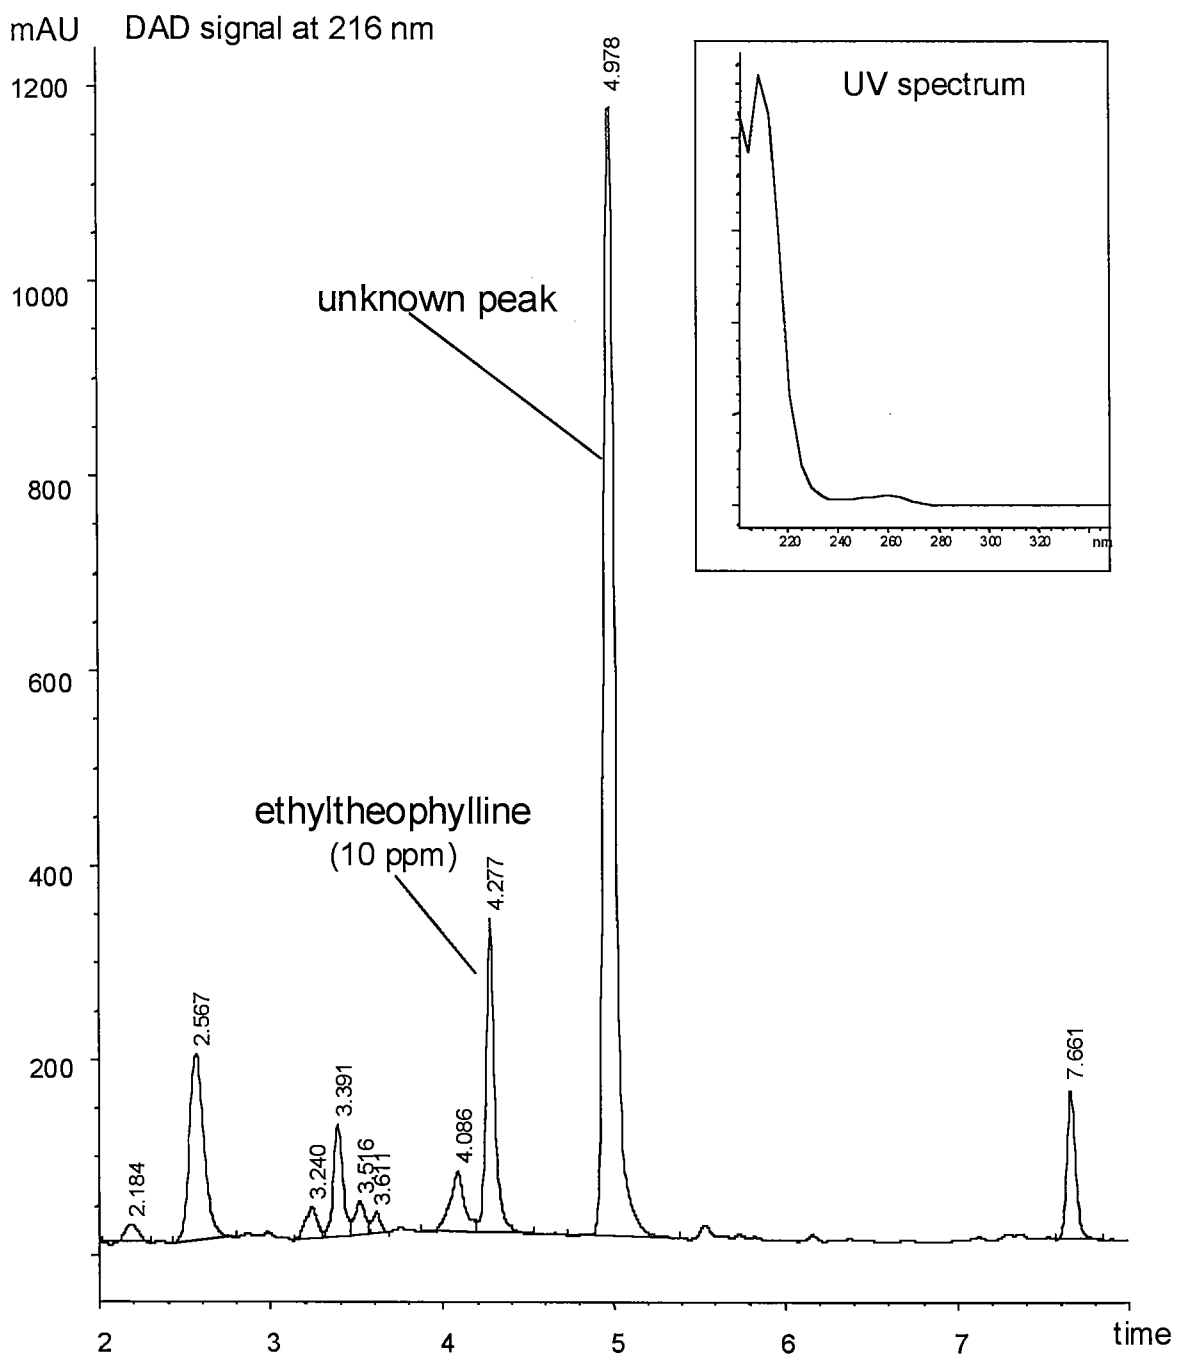 mAU DAD signal at 216 nm
4.978
1200
UV spectrum
1000
unknown peak
800
220 240 260 280 300 320 nm
600
ethyltheophylline
(10 ppm)
400
4.277
2.567
200
7.661
3.391
4.086
3.240
3.516
3.611
2.184
2 3 4 5 6 7 time